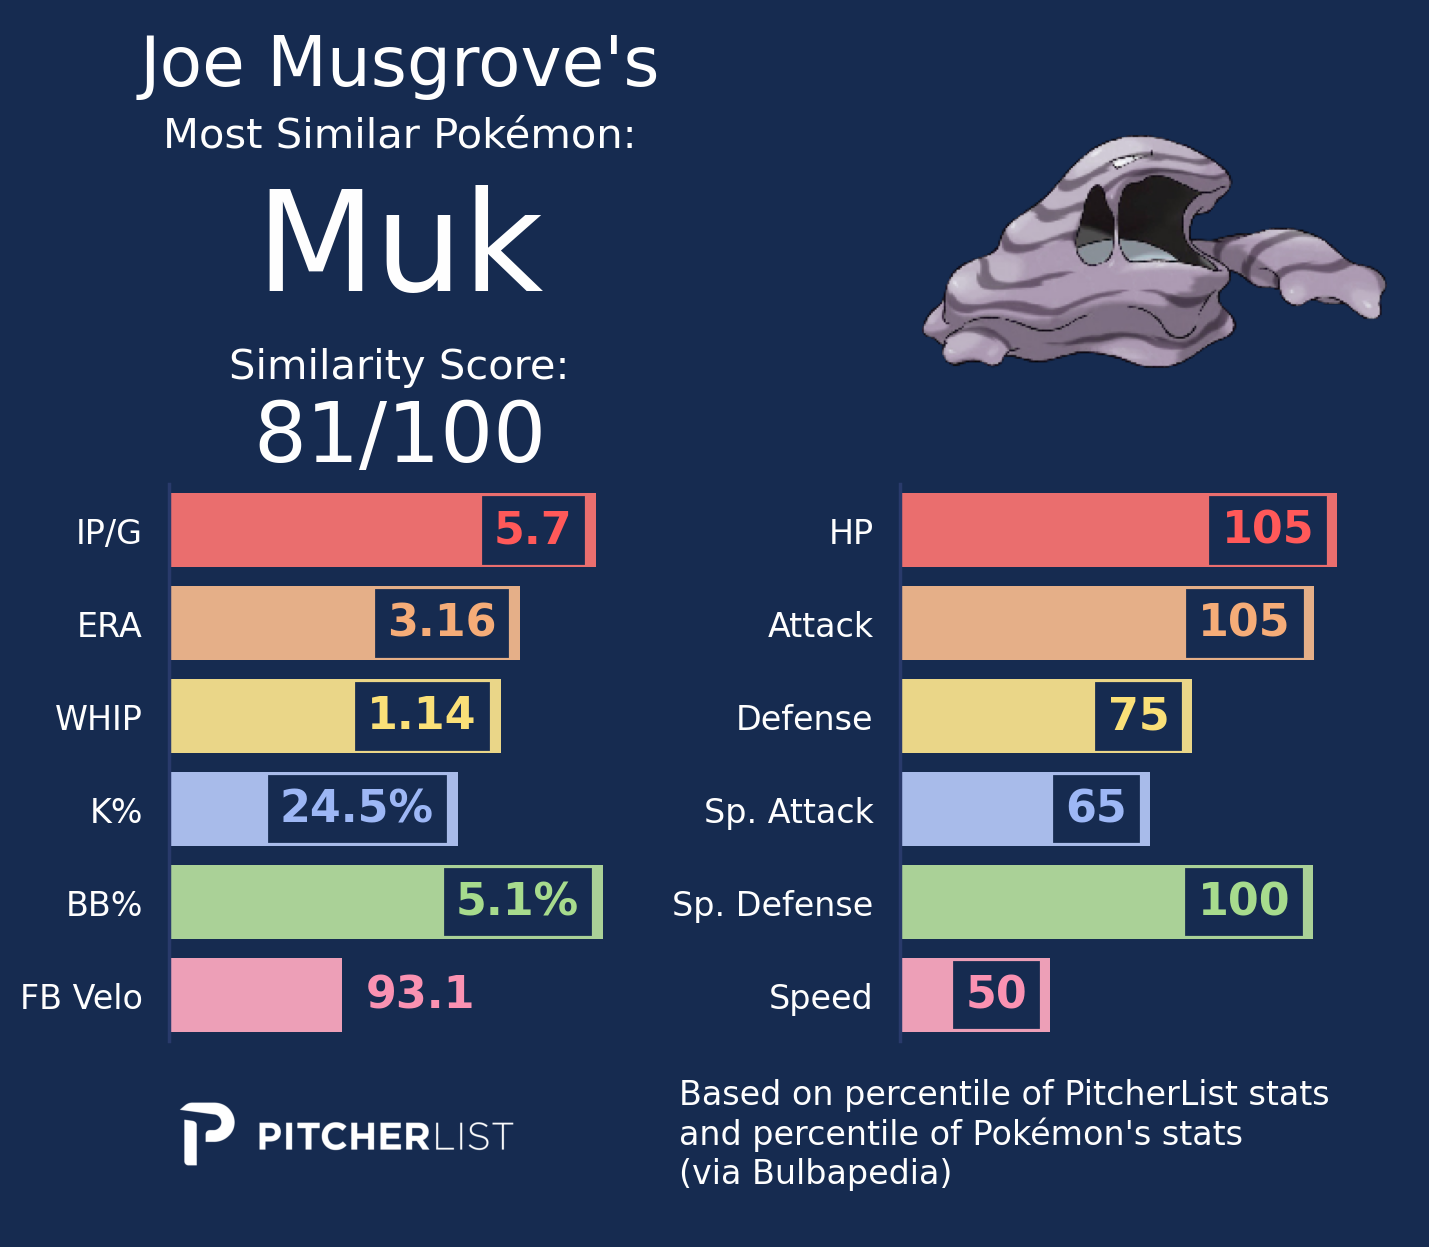 Joe Musgrove's
Most Similar Pokémon:
Muk
Similarity Score:
81/100
IP/G 5.7
ERA 3.16
WHIP 1.14
K% 24.5%
BB% 5.1%
FB Velo 93.1
HP 105
Attack 105
Defense 75
Sp. Attack 65
Sp. Defense 100
Speed 50
PITCHERLIST
Based on percentile of PitcherList stats
and percentile of Pokémon's stats
(via Bulbapedia)